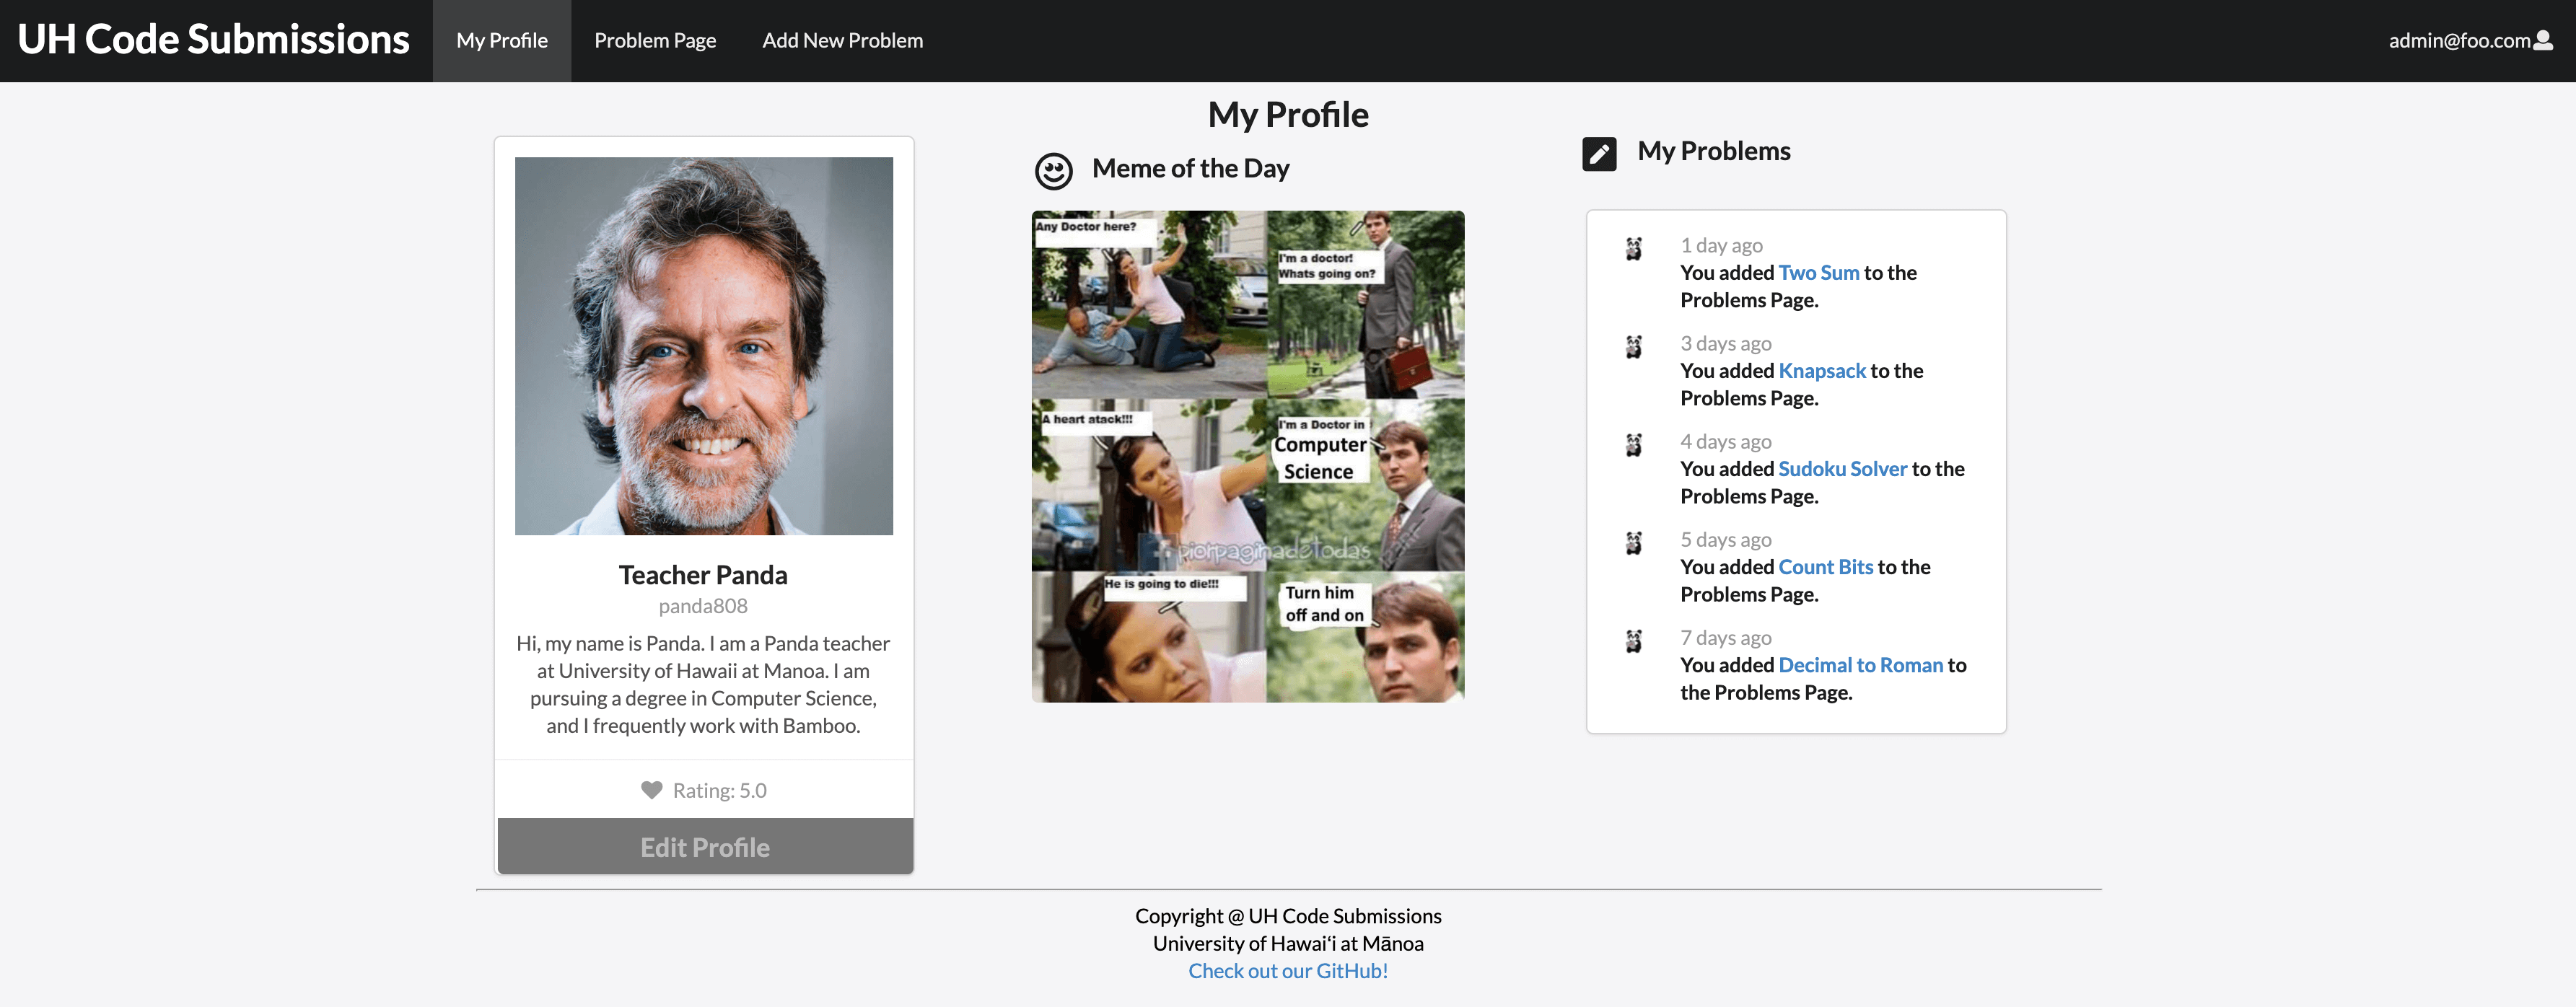 UH Code Submissions
My Profile
Problem Page
Add New Problem
admin@foo.com
My Profile
Teacher Panda
panda808
Hi, my name is Panda. I am a Panda teacher
at University of Hawaii at Manoa. I am
pursuing a degree in Computer Science,
and I frequently work with Bamboo.
Rating: 5.0
Edit Profile
Meme of the Day
Any Doctor here?
I'm a doctor!
Whats going on?
A heart atack!!!
I'm a Doctor in
Computer
Science
piorpaginadetodas
He is going to die!!!
Turn him
off and on
My Problems
1 day ago
You added Two Sum to the
Problems Page.
3 days ago
You added Knapsack to the
Problems Page.
4 days ago
You added Sudoku Solver to the
Problems Page.
5 days ago
You added Count Bits to the
Problems Page.
7 days ago
You added Decimal to Roman to
the Problems Page.
Copyright @ UH Code Submissions
University of Hawaiʻi at Mānoa
Check out our GitHub!